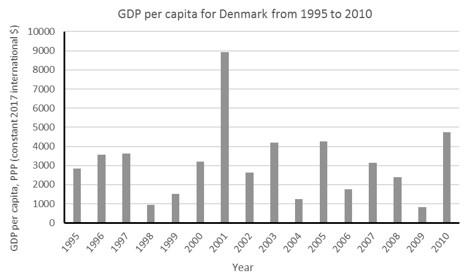 GDP per capita for Denmark from 1995 to 2010
GDP per capita, PPP (constant 2017 international $)
10000
9000
8000
7000
6000
5000
4000
3000
2000
1000
0
1995 1996 1997 1998 1999 2000 2001 2002 2003 2004 2005 2006 2007 2008 2009 2010
Year